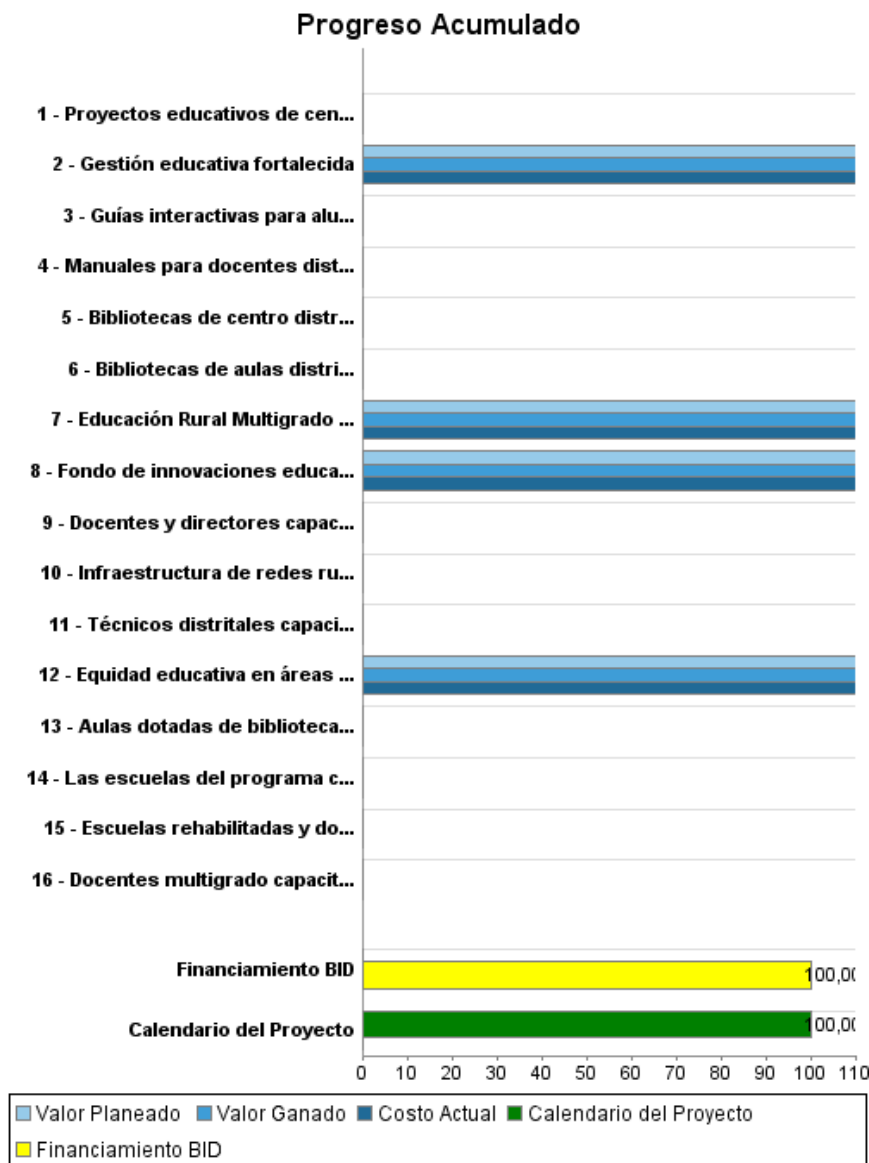 Progreso Acumulado
1 - Proyectos educativos de cen...
2 - Gestión educativa fortalecida
3 - Guías interactivas para alu...
4 - Manuales para docentes dist...
5 - Bibliotecas de centro distr...
6 - Bibliotecas de aulas distri...
7 - Educación Rural Multigrado ...
8 - Fondo de innovaciones educa...
9 - Docentes y directores capac...
10 - Infraestructura de redes ru...
11 - Técnicos distritales capaci...
12 - Equidad educativa en áreas ...
13 - Aulas dotadas de biblioteca...
14 - Las escuelas del programa c...
15 - Escuelas rehabilitadas y do...
16 - Docentes multigrado capacit...
Financiamiento BID 100,00
Calendario del Proyecto 100,00
0 10 20 30 40 50 60 70 80 90 100 110
Valor Planeado Valor Ganado Costo Actual Calendario del Proyecto
Financiamiento BID